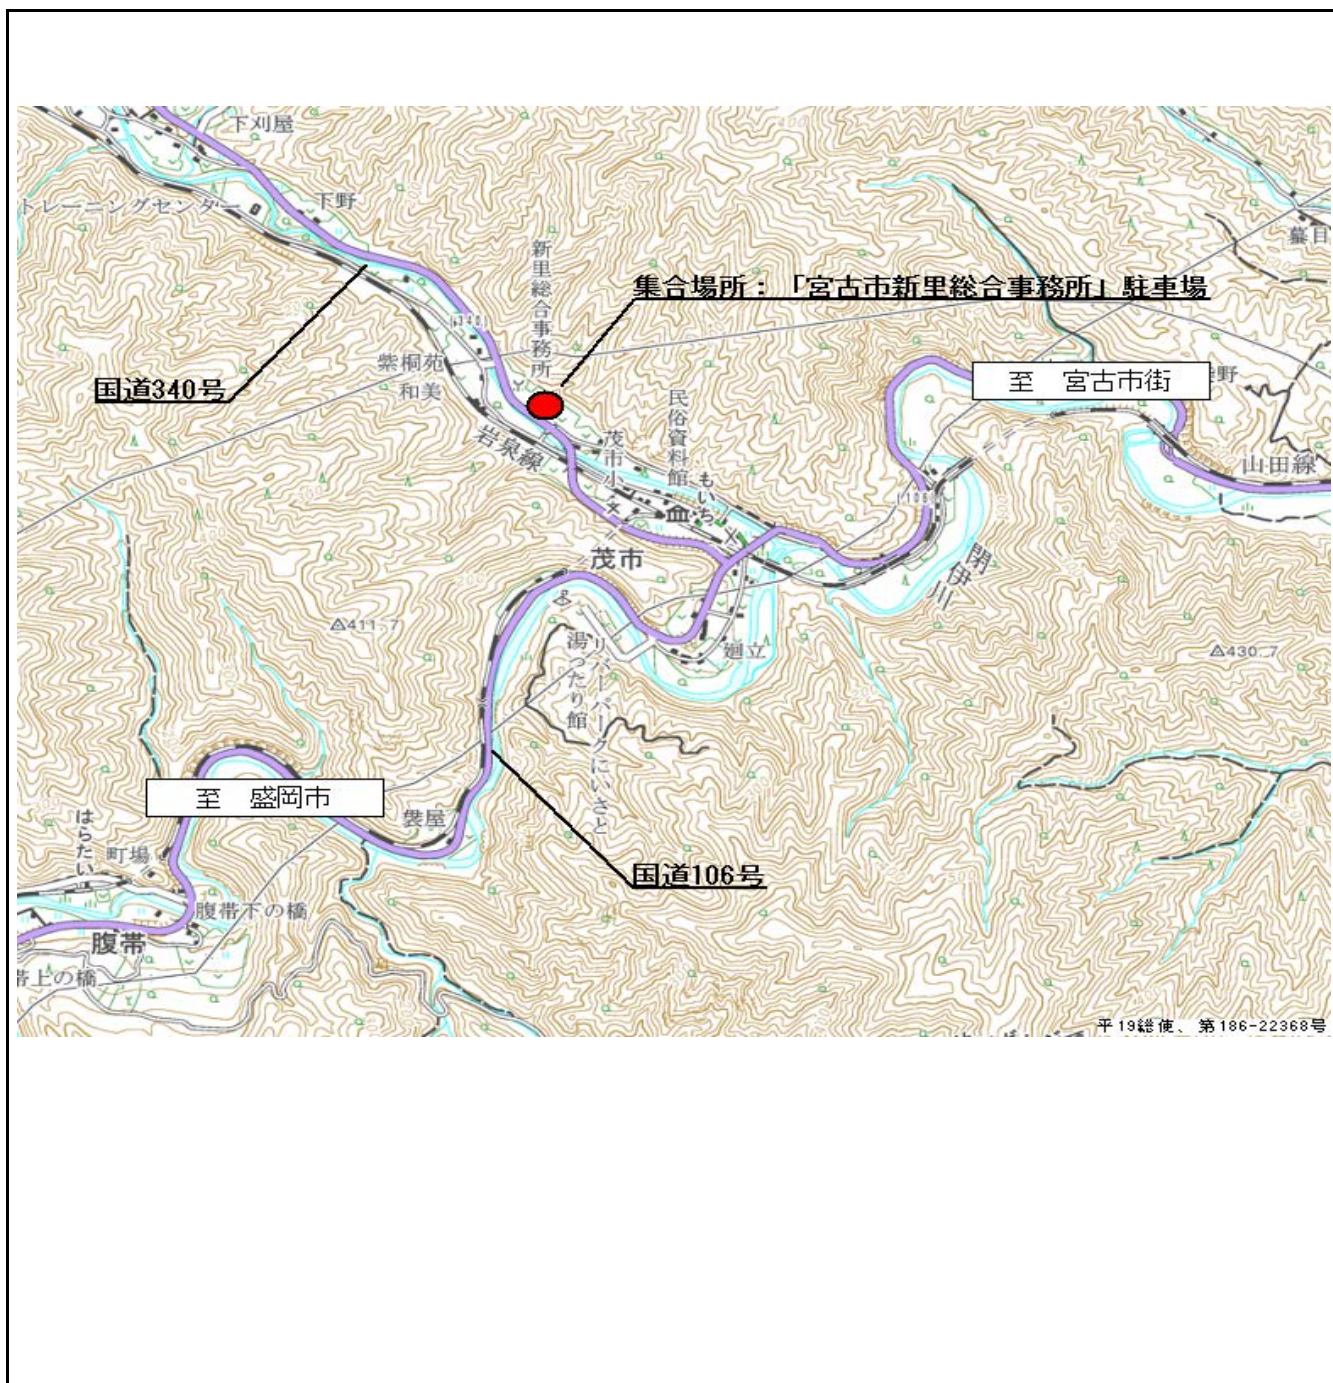 下刈屋
トレーニングセンター
下野
新里総合事務所
蟇目
集合場所：「宮古市新里総合事務所」駐車場
340
紫桐苑
和美
国道340号
至　宮古市街
民俗資料館
茂市小
岩泉線
もいち
山田線
106
茂市
閉伊川
411.7
廻立
430.7
湯ったり館
リバーパークにいさと
至　盛岡市
はらたい
町場
国道106号
腹帯下の橋
腹帯
帯上の橋
平19総使、第186-22368号